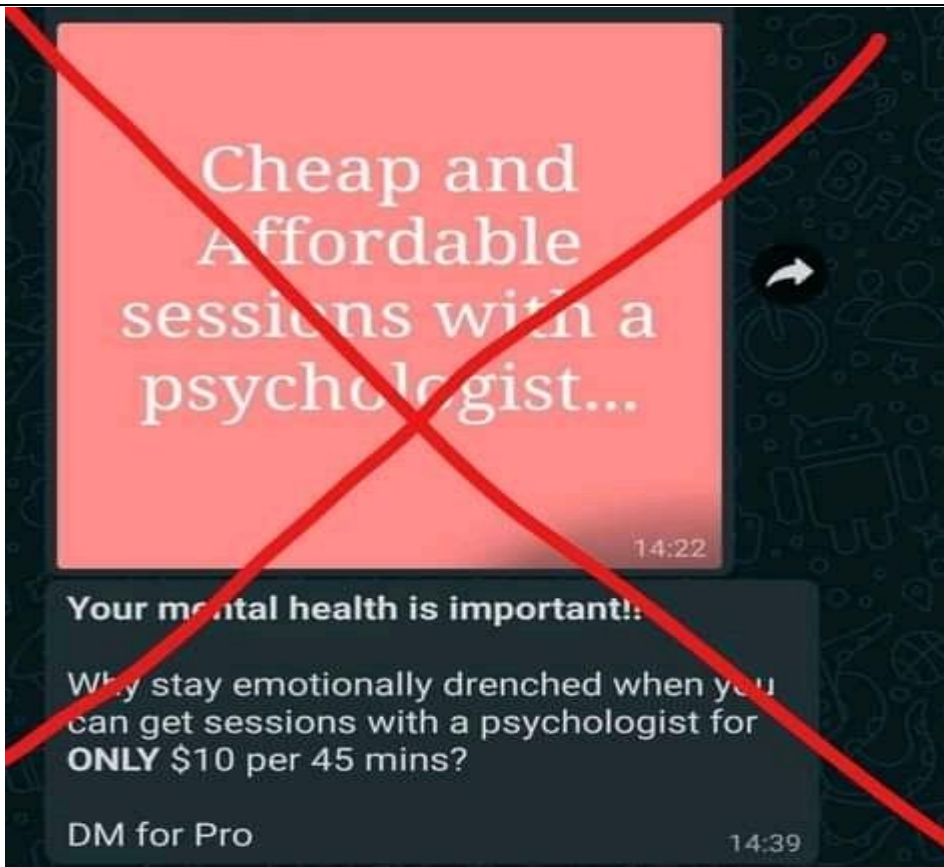 Cheap and
Affordable
sessions with a
psychologist...
14:22
Your mental health is important!!
Why stay emotionally drenched when you
can get sessions with a psychologist for
ONLY $10 per 45 mins?
DM for Pro
14:39